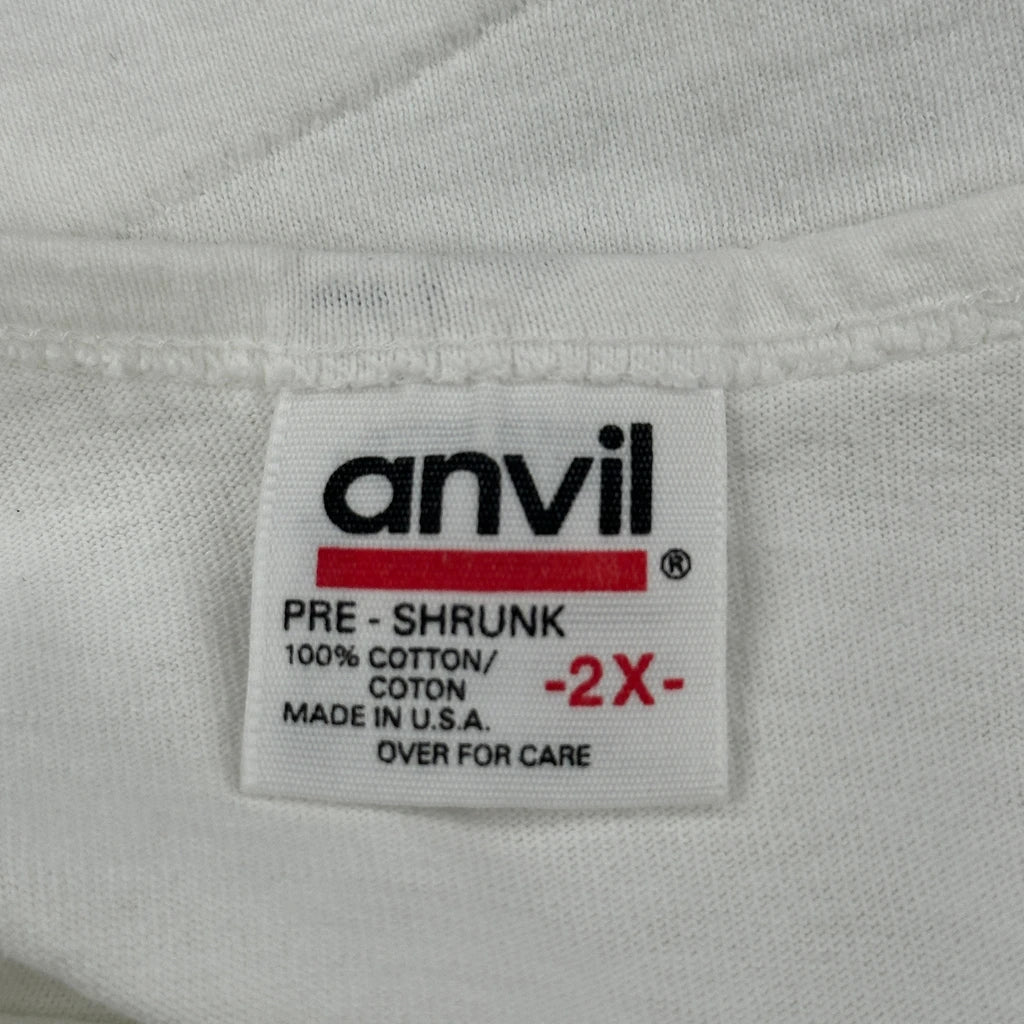 anvil
®
PRE - SHRUNK
100% COTTON/
COTON
-2X-
MADE IN U.S.A.
OVER FOR CARE